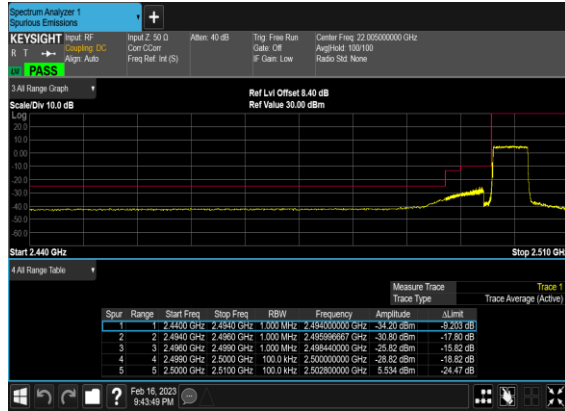 Spectrum Analyzer 1
Spurious Emissions
+
KEYSIGHT Input: RF Input Z: 50 Ω Atten: 40 dB Trig: Free Run Center Freq: 22.005000000 GHz
R T Coupling: DC Corr CCorr Gate: Off Avg|Hold: 100/100
Align: Auto Freq Ref: Int (S) IF Gain: Low Radio Std: None
PASS
3 All Range Graph
Ref Lvl Offset 8.40 dB
Scale/Div 10.0 dB Ref Value 30.00 dBm
Log
20.0
10.0
0.00
-10.0
-20.0
-30.0
-40.0
-50.0
-60.0
Start 2.440 GHz Stop 2.510 GH
4 All Range Table
Measure Trace Trace 1
Trace Type Trace Average (Active)
Spur Range Start Freq Stop Freq RBW Frequency Amplitude ΔLimit
1 1 2.4400 GHz 2.4940 GHz 1.000 MHz 2.494000000 GHz -34.20 dBm -9.203 dB
2 2 2.4940 GHz 2.4960 GHz 1.000 MHz 2.495996667 GHz -30.80 dBm -17.80 dB
3 3 2.4960 GHz 2.4990 GHz 1.000 MHz 2.498440000 GHz -25.82 dBm -15.82 dB
4 4 2.4990 GHz 2.5000 GHz 100.0 kHz 2.500000000 GHz -28.82 dBm -18.82 dB
5 5 2.5000 GHz 2.5100 GHz 100.0 kHz 2.502800000 GHz 5.534 dBm -24.47 dB
? Feb 16, 2023
9:43:49 PM